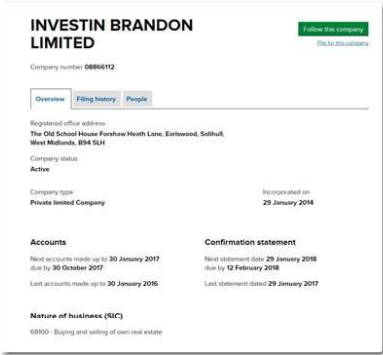 INVESTIN BRANDON
LIMITED
Follow this company
File for this company
Company number 08866112
Overview
Filing history
People
Registered office address
The Old School House Forshaw Heath Lane, Earlswood, Solihull,
West Midlands, B94 5LH
Company status
Active
Company type
Incorporated on
Private limited Company
29 January 2014
Accounts
Confirmation statement
Next accounts made up to 30 January 2017
due by 30 October 2017
Next statement date 29 January 2018
due by 12 February 2018
Last accounts made up to 30 January 2016
Last statement dated 29 January 2017
Nature of business (SIC)
68100 - Buying and selling of own real estate